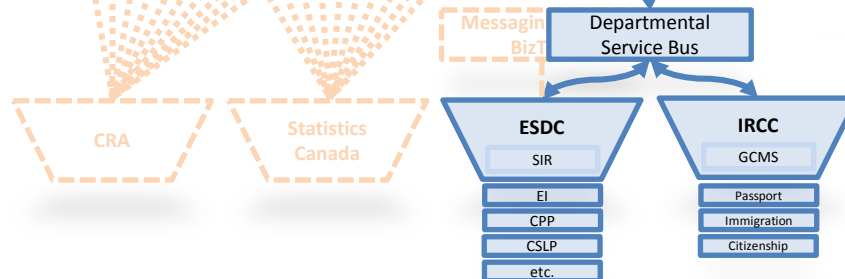 Messagin
BizT
Departmental
Service Bus
CRA
Statistics
Canada
ESDC
SIR
EI
CPP
CSLP
etc.
IRCC
GCMS
Passport
Immigration
Citizenship